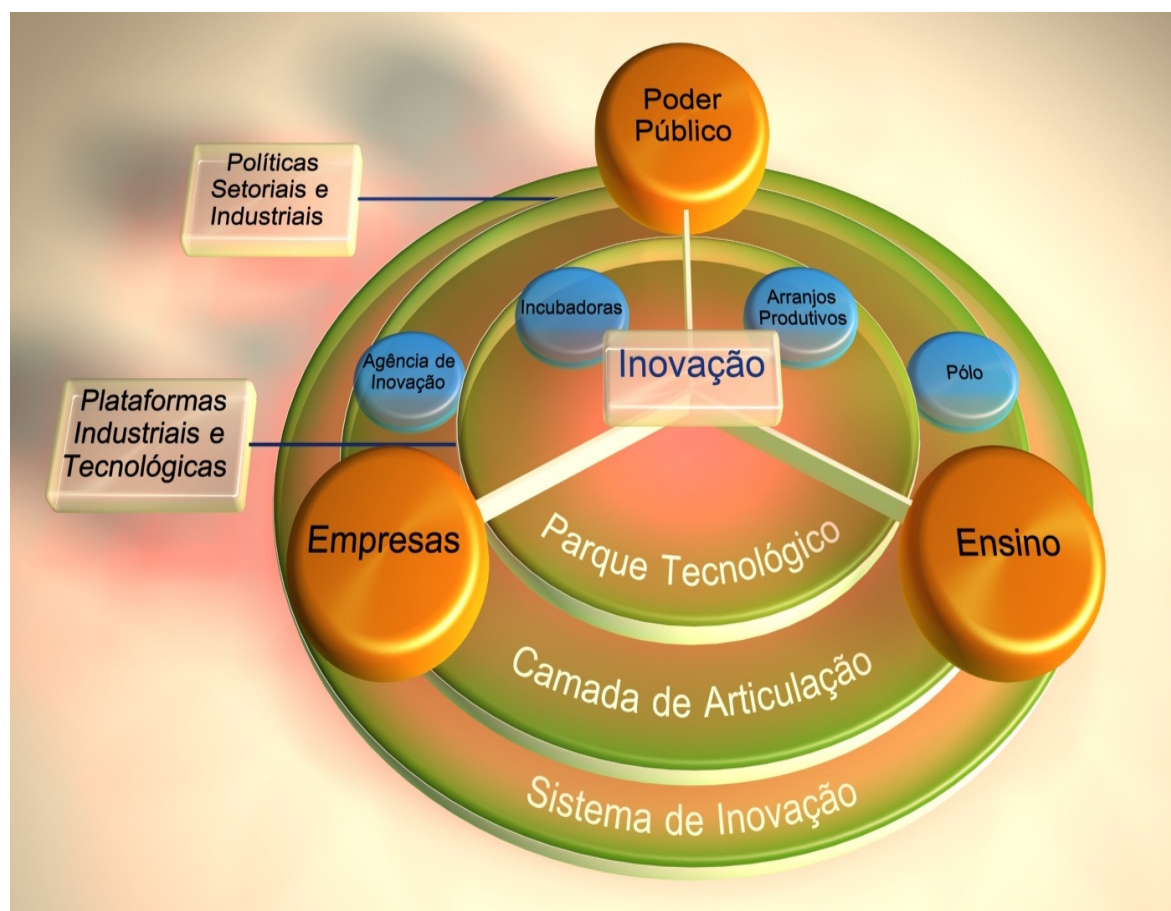 Poder
Público
Políticas
Setoriais e
Industriais
Incubadoras
Arranjos
Produtivos
Agência de
Inovação
Inovação
Pólo
Plataformas
Industriais e
Tecnológicas
Empresas
Ensino
Parque Tecnológico
Camada de Articulação
Sistema de Inovação